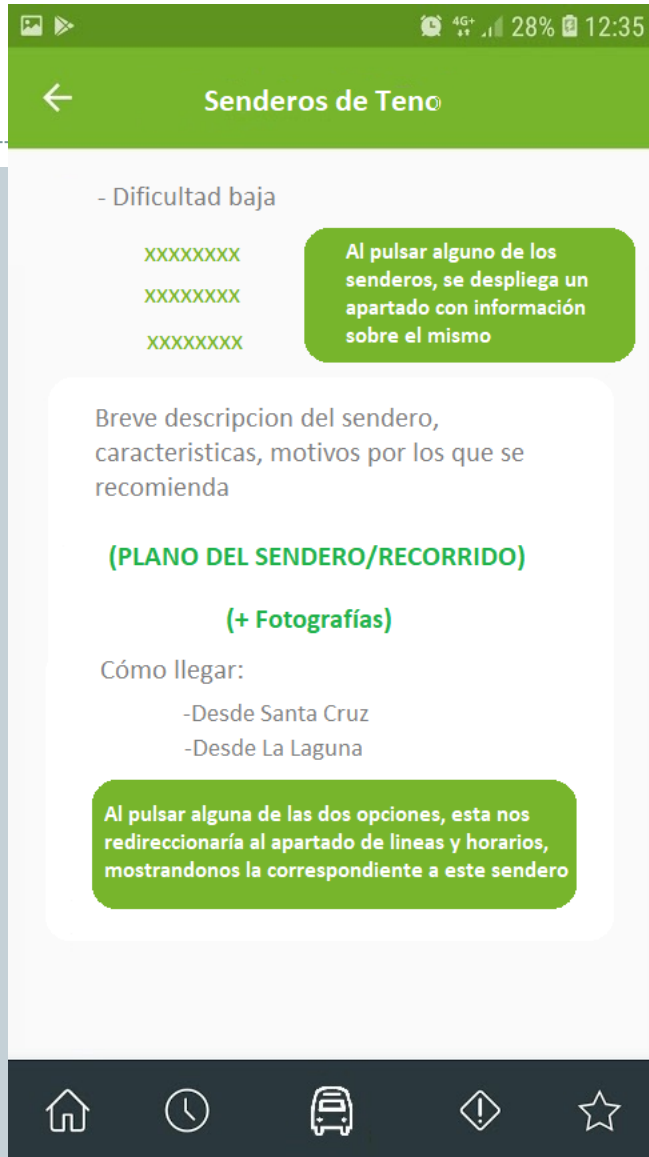 4G+ 28% 12:35
Senderos de Teno
- Dificultad baja
xxxxxxxx
xxxxxxxx
xxxxxxxx
Al pulsar alguno de los
senderos, se despliega un
apartado con información
sobre el mismo
Breve descripcion del sendero,
caracteristicas, motivos por los que se
recomienda
(PLANO DEL SENDERO/RECORRIDO)
(+ Fotografías)
Cómo llegar:
-Desde Santa Cruz
-Desde La Laguna
Al pulsar alguna de las dos opciones, esta nos
redireccionaría al apartado de lineas y horarios,
mostrandonos la correspondiente a este sendero